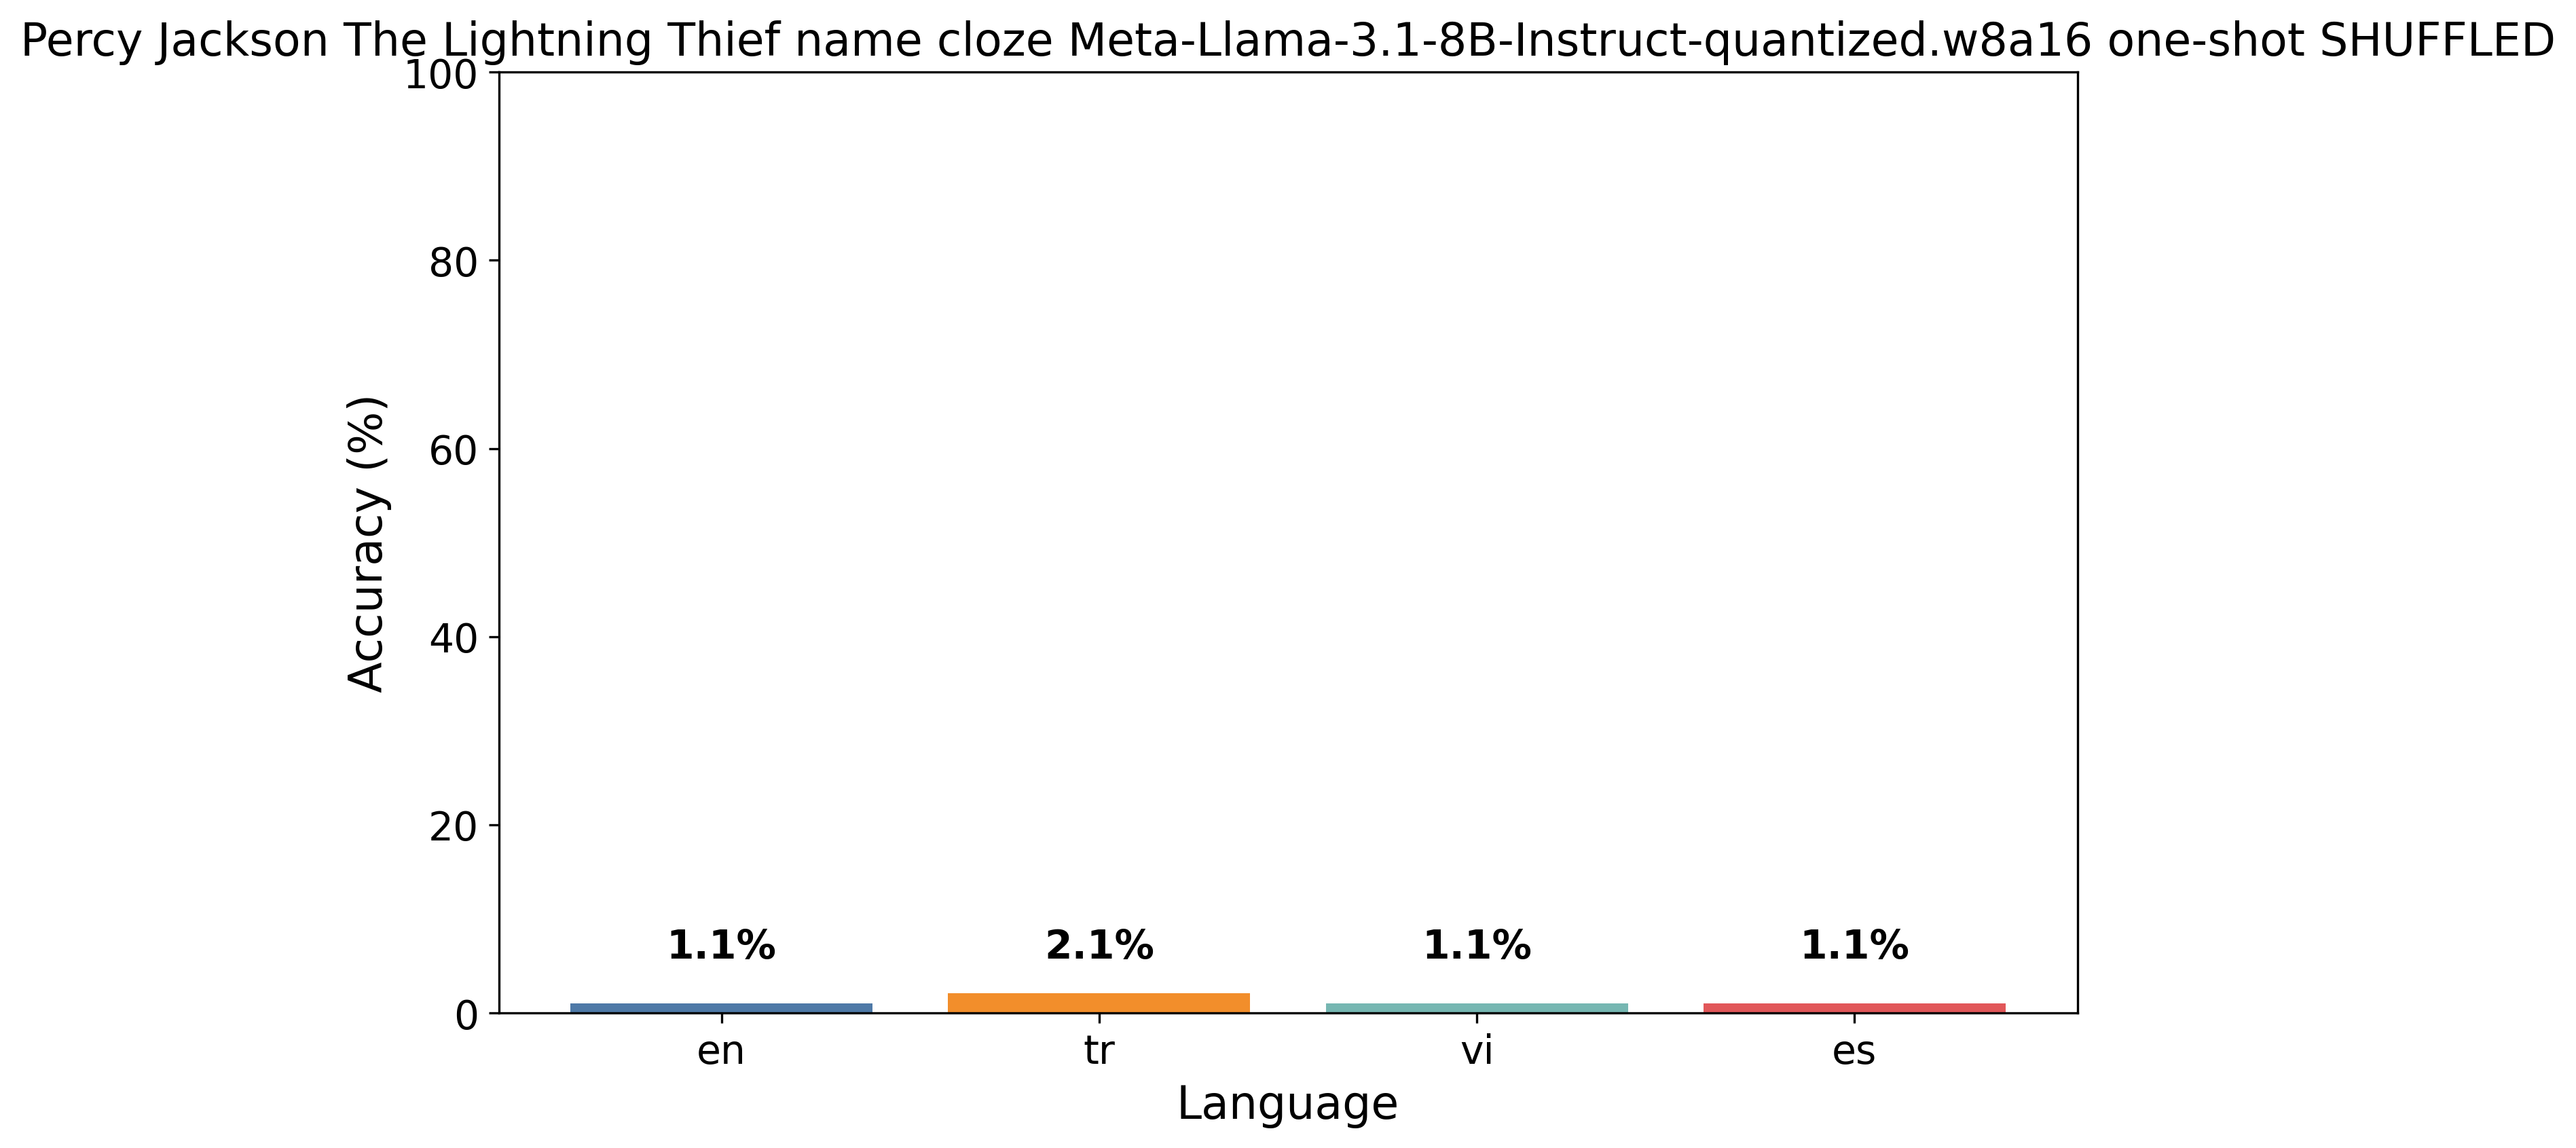 Percy Jackson The Lightning Thief name cloze Meta-Llama-3.1-8B-Instruct-quantized.w8a16 one-shot SHUFFLED
100
80
60
40
20
0
Accuracy (%)
1.1%
2.1%
1.1%
1.1%
en
tr
vi
es
Language